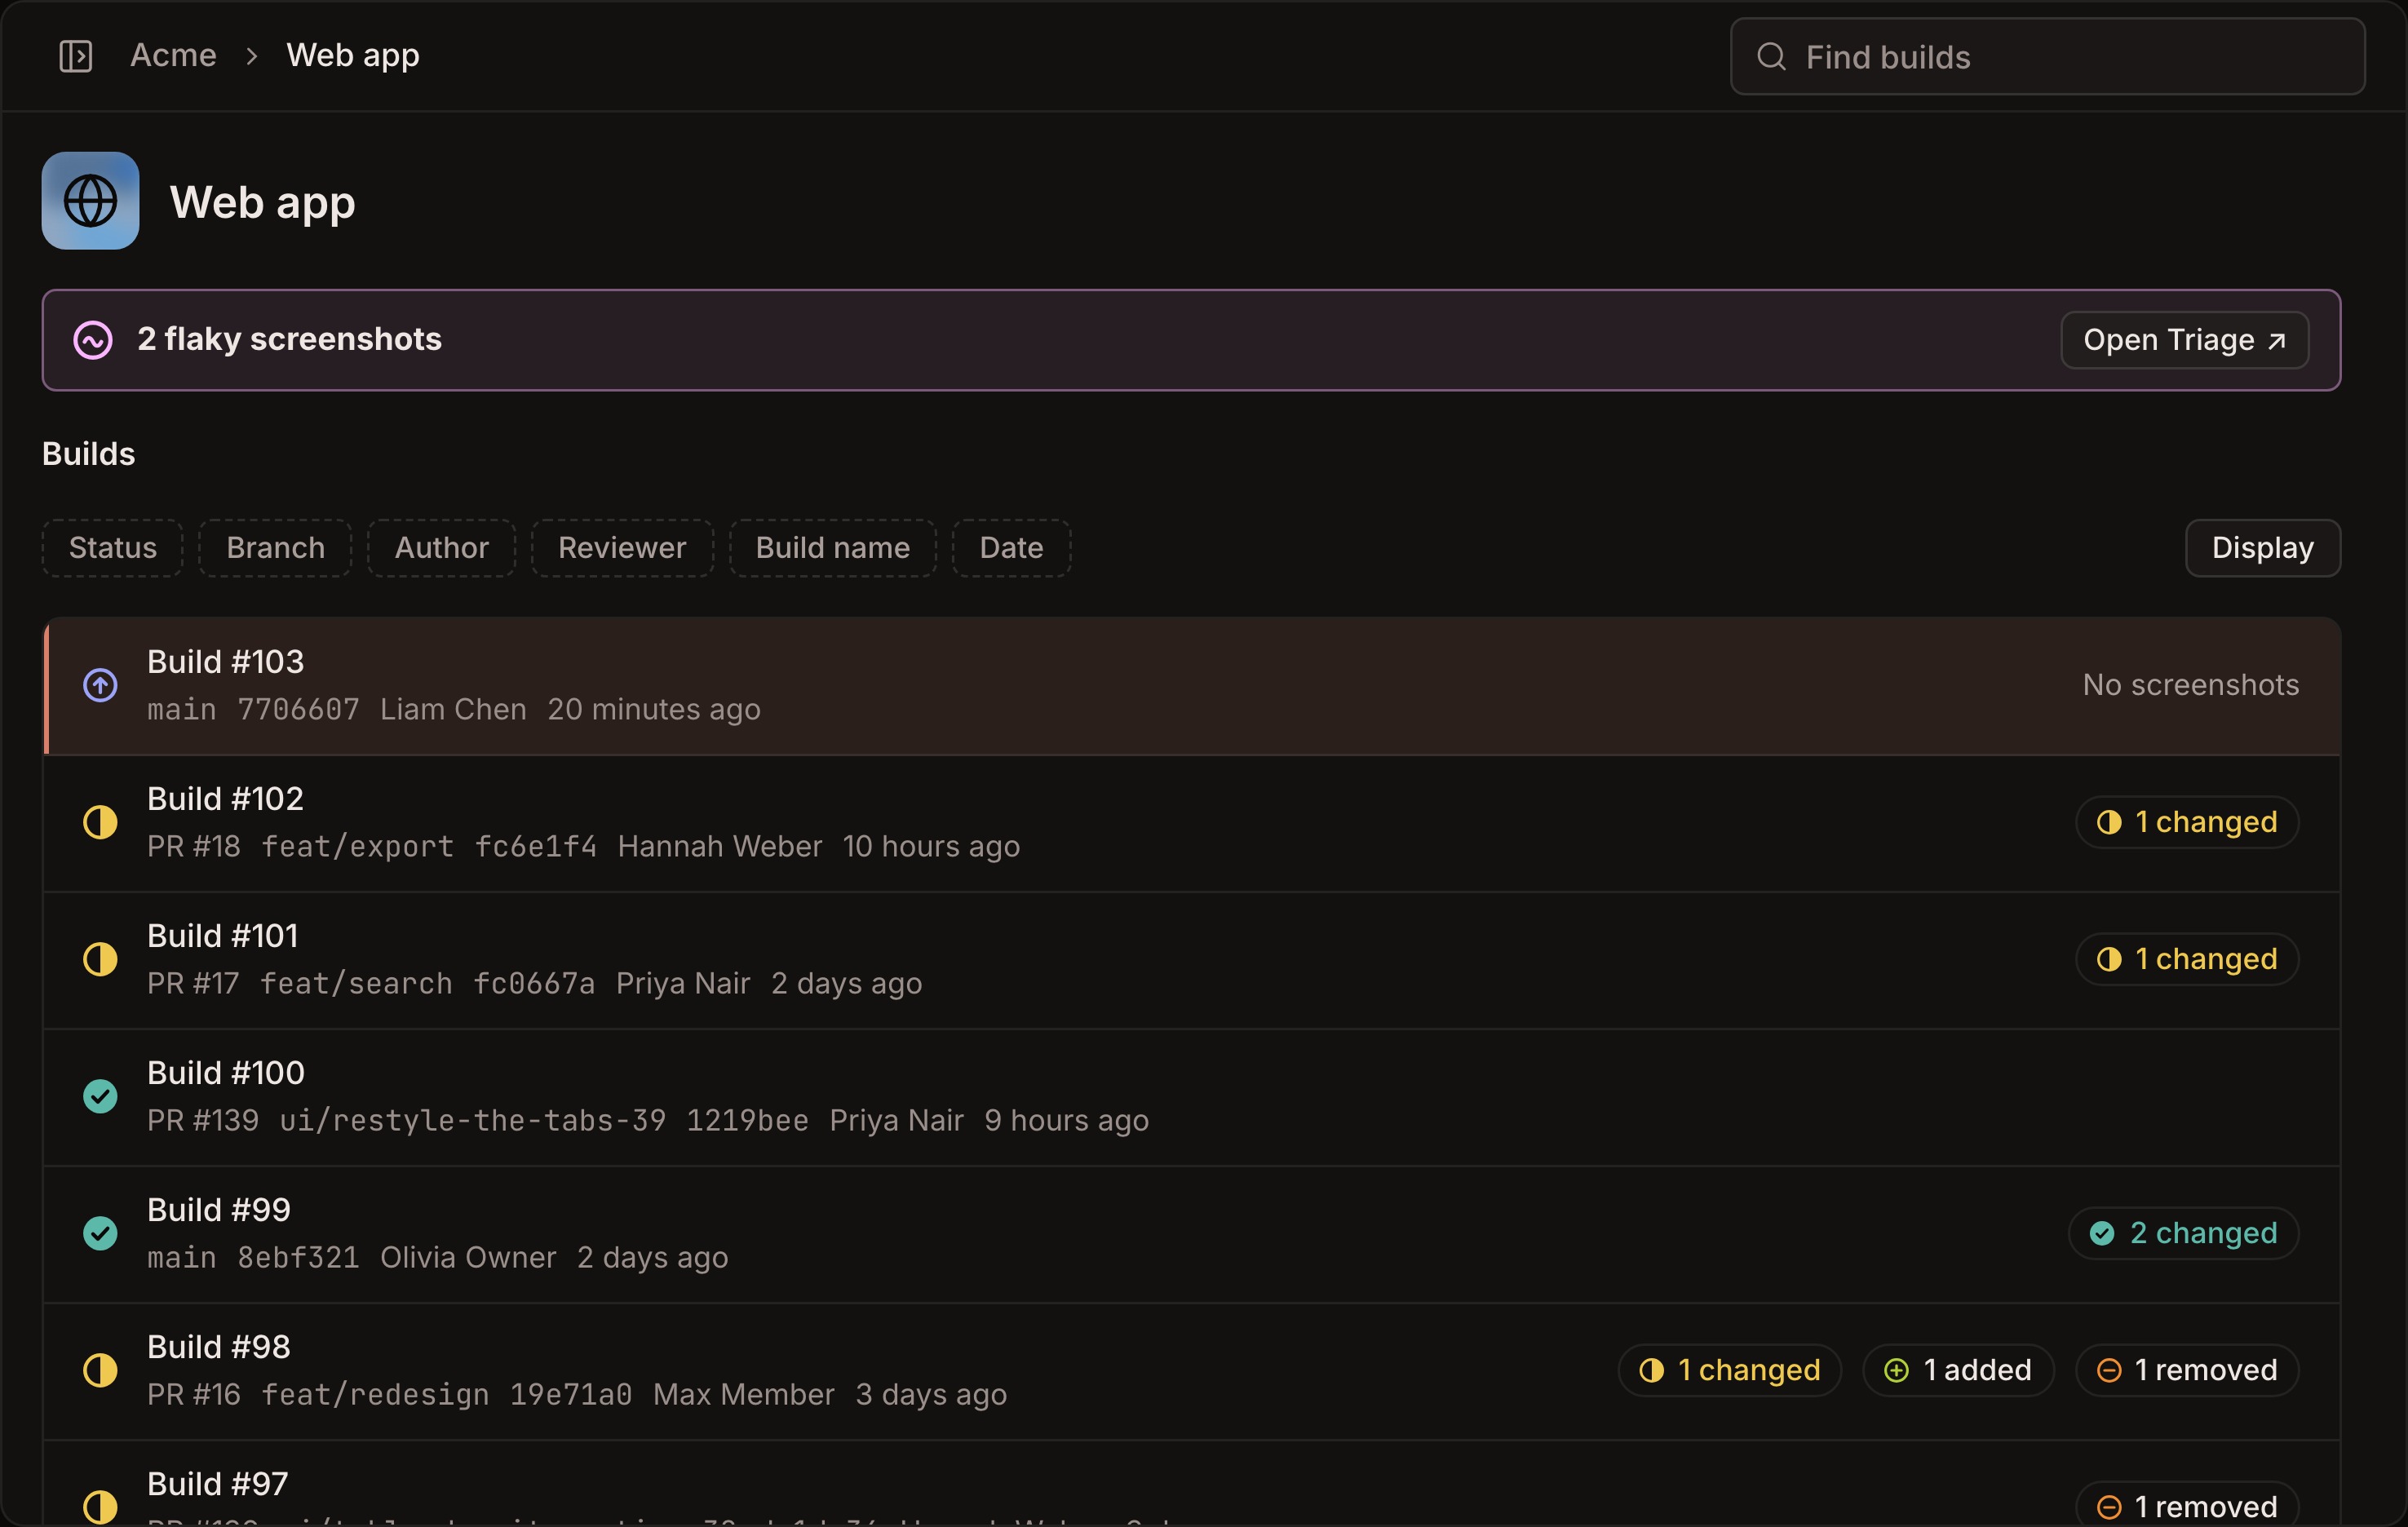 Acme > Web app
Find builds
Web app
2 flaky screenshots
Open Triage ↗
Builds
Status Branch Author Reviewer Build name Date
Display
Build #103
main 7706607 Liam Chen 20 minutes ago
No screenshots
Build #102
PR #18 feat/export fc6e1f4 Hannah Weber 10 hours ago
1 changed
Build #101
PR #17 feat/search fc0667a Priya Nair 2 days ago
1 changed
Build #100
PR #139 ui/restyle-the-tabs-39 1219bee Priya Nair 9 hours ago
Build #99
main 8ebf321 Olivia Owner 2 days ago
2 changed
Build #98
PR #16 feat/redesign 19e71a0 Max Member 3 days ago
1 changed 1 added 1 removed
Build #97
1 removed